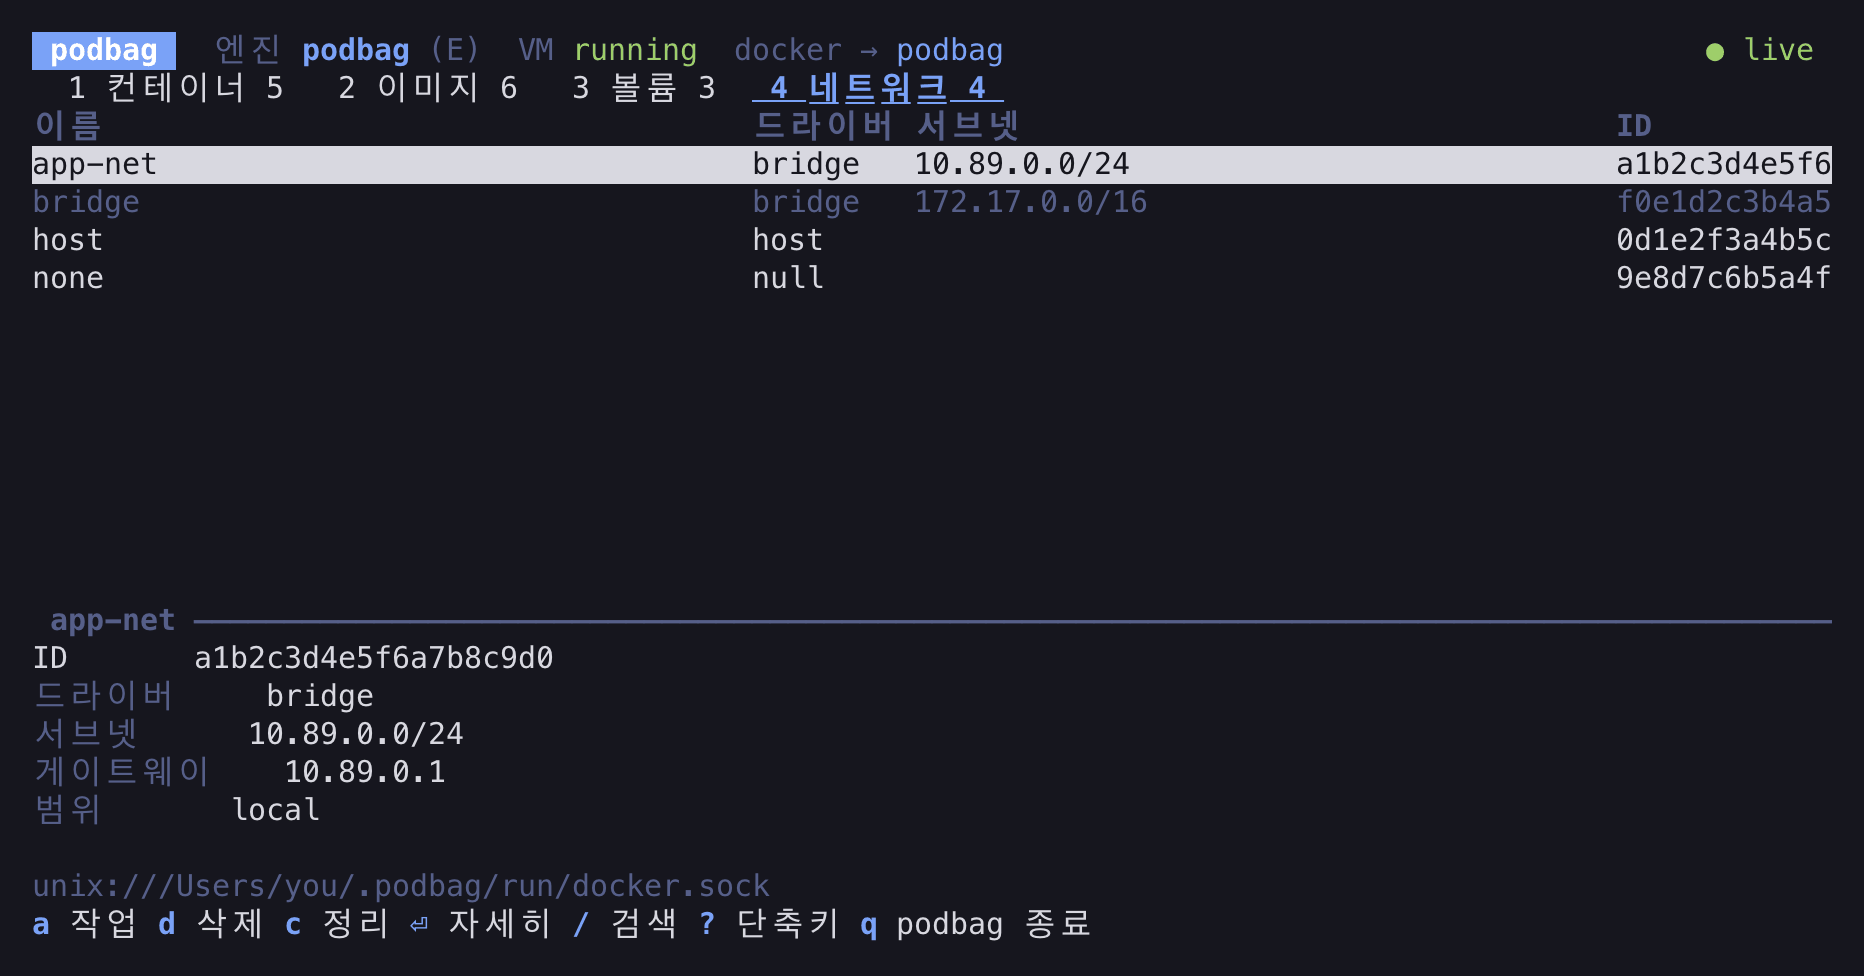 podbag 엔진 podbag (E) VM running docker → podbag ● live
1 컨테이너 5 2 이미지 6 3 볼륨 3 4 네트워크 4
이름 드라이버 서브넷 ID
app-net bridge 10.89.0.0/24 a1b2c3d4e5f6
bridge bridge 172.17.0.0/16 f0e1d2c3b4a5
host host 0d1e2f3a4b5c
none null 9e8d7c6b5a4f
app-net
ID a1b2c3d4e5f6a7b8c9d0
드라이버 bridge
서브넷 10.89.0.0/24
게이트웨이 10.89.0.1
범위 local
unix:///Users/you/.podbag/run/docker.sock
a 작업 d 삭제 c 정리 ⏎ 자세히 / 검색 ? 단축키 q podbag 종료